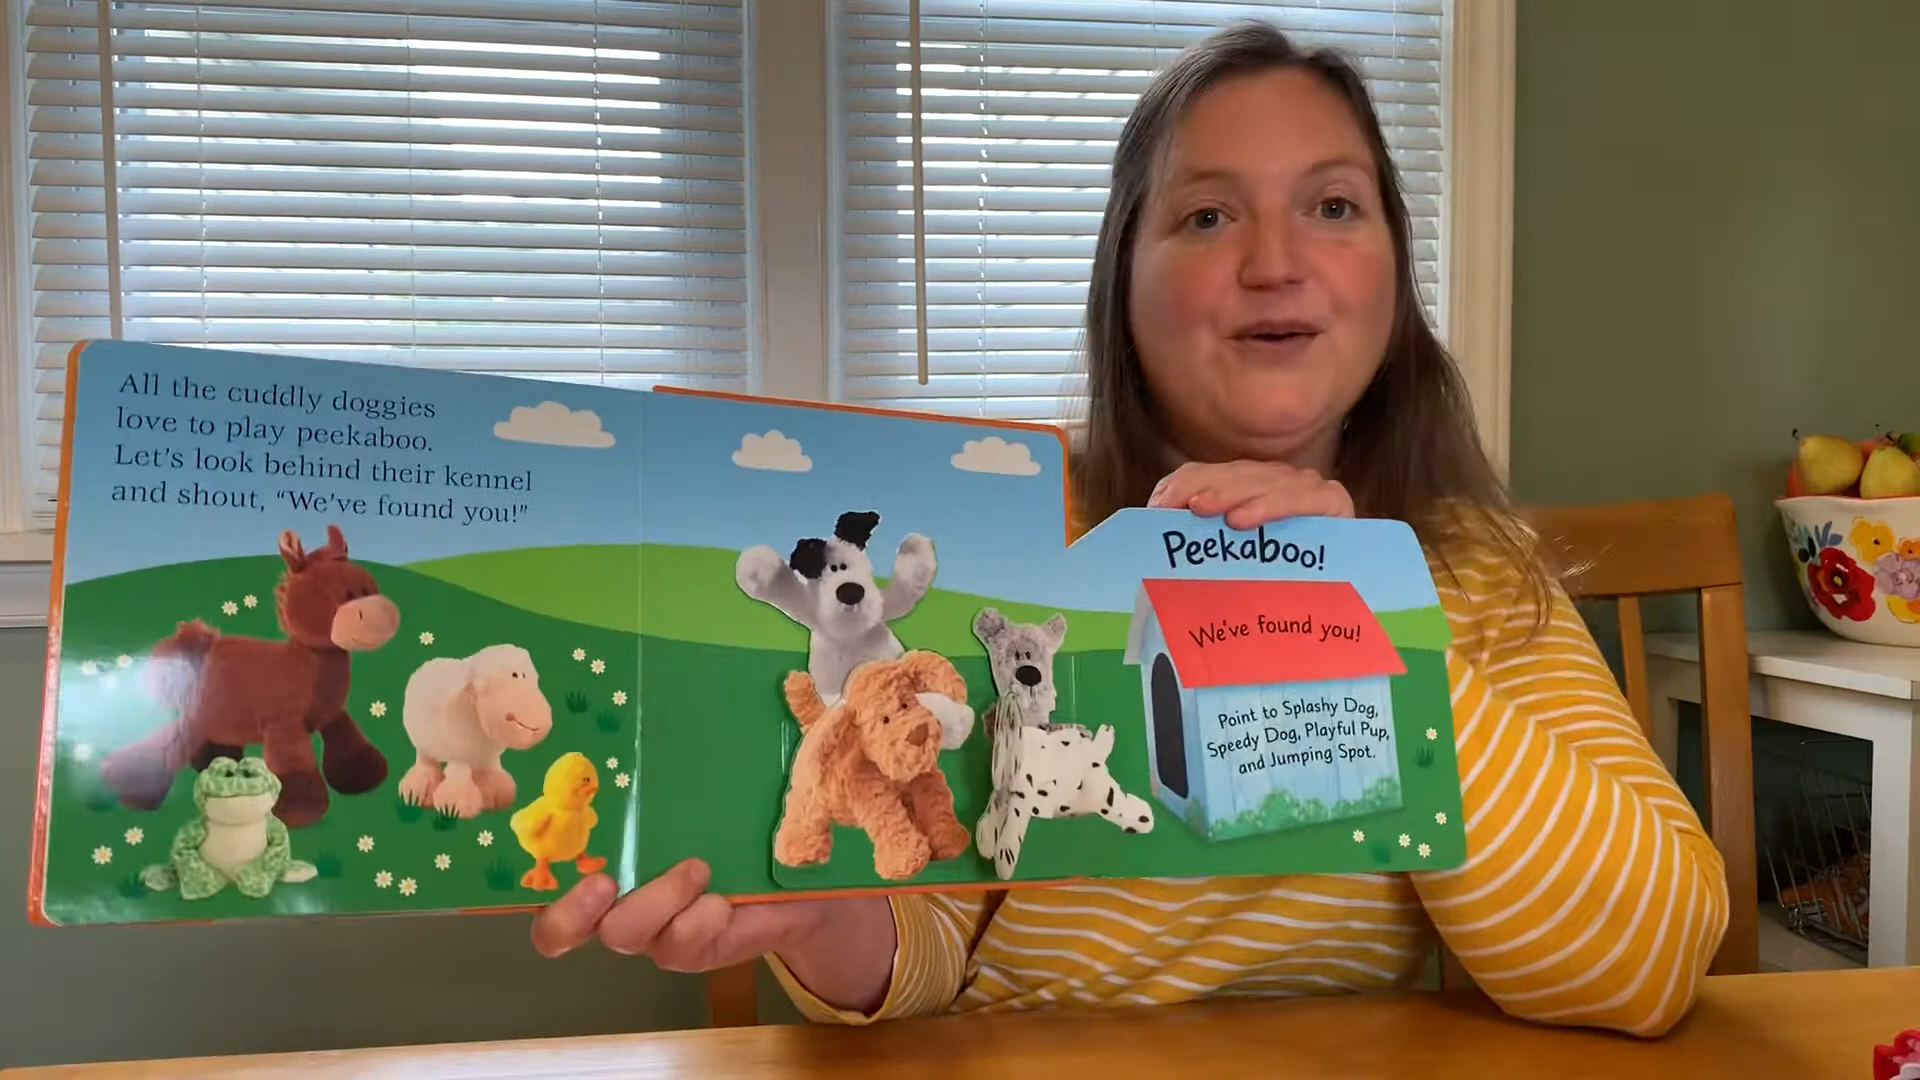 All the cuddly doggies
love to play peekaboo.
Let's look behind their kennel
and shout, “We've found you!”
Peekaboo!
We've found you!
Point to Splashy Dog,
Speedy Dog, Playful Pup,
and Jumping Spot.